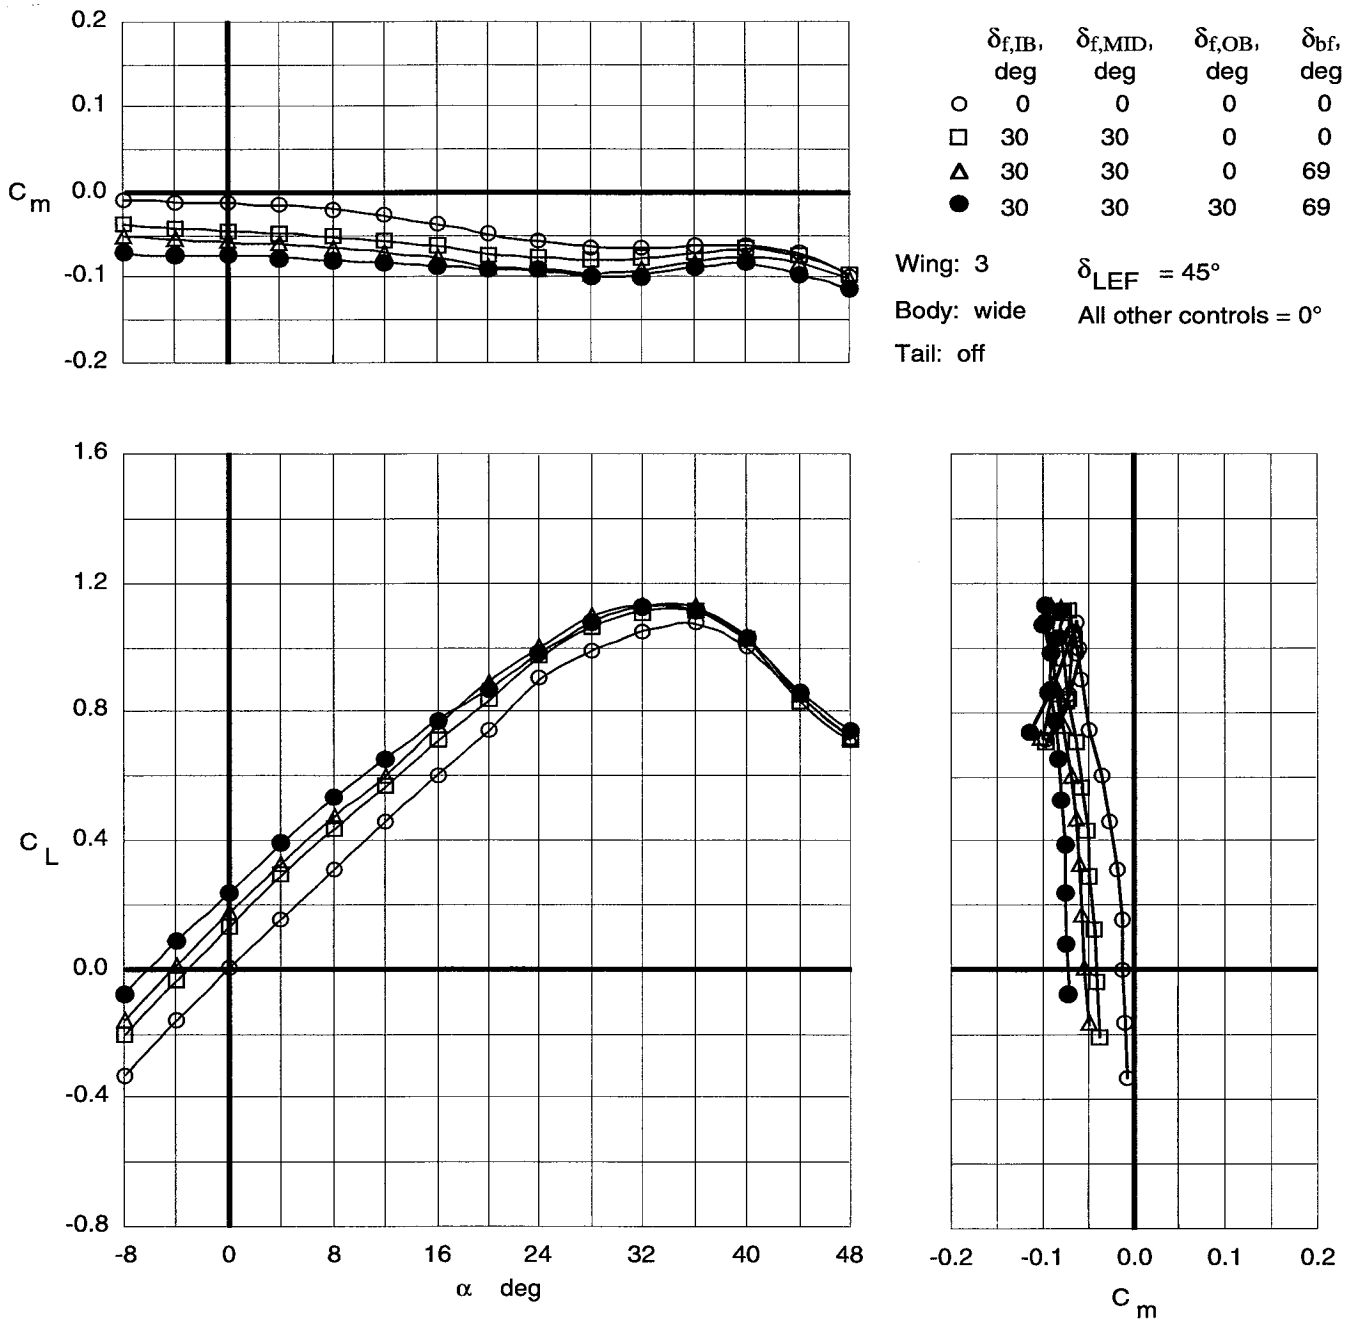 0.2
0.1
C m 0.0
-0.1
-0.2
δf,IB, δf,MID, δf,OB, δbf,
deg deg deg deg
0 0 0 0
30 30 0 0
30 30 0 69
30 30 30 69
Wing: 3 δLEF = 45°
Body: wide All other controls = 0°
Tail: off
1.6
1.2
0.8
C L 0.4
0.0
-0.4
-0.8
-8 0 8 16 24 32 40 48
α deg
-0.2 -0.1 0.0 0.1 0.2
C m